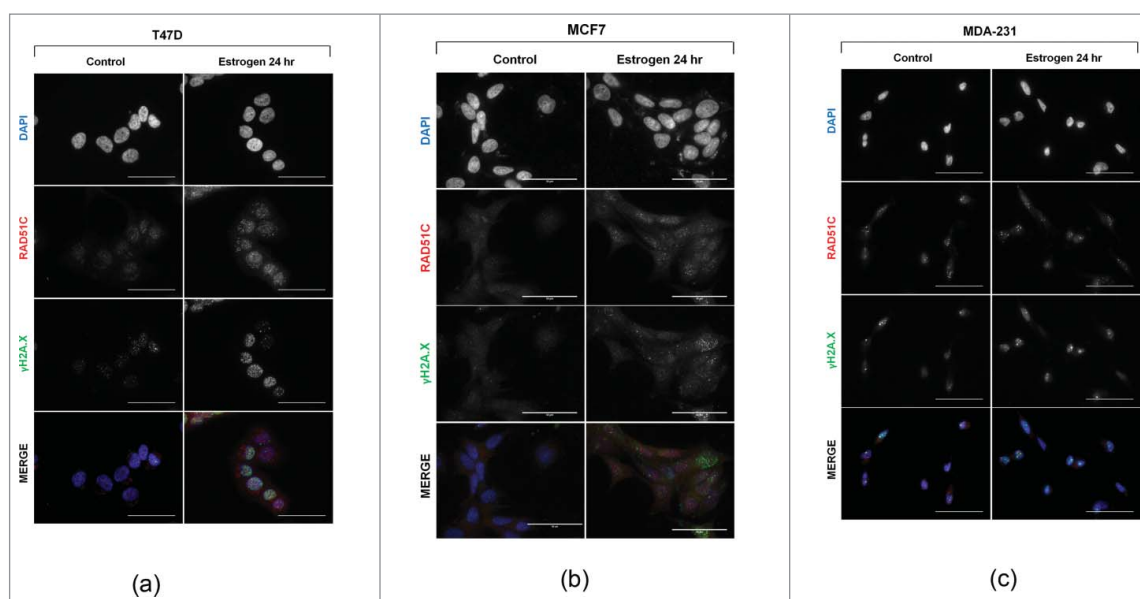 T47D
Control Estrogen 24 hr
DAPI
RAD51C
γH2A.X
MERGE
(a)
MCF7
Control Estrogen 24 hr
DAPI
RAD51C
γH2A.X
MERGE
(b)
MDA-231
Control Estrogen 24 hr
DAPI
RAD51C
γH2A.X
MERGE
(c)